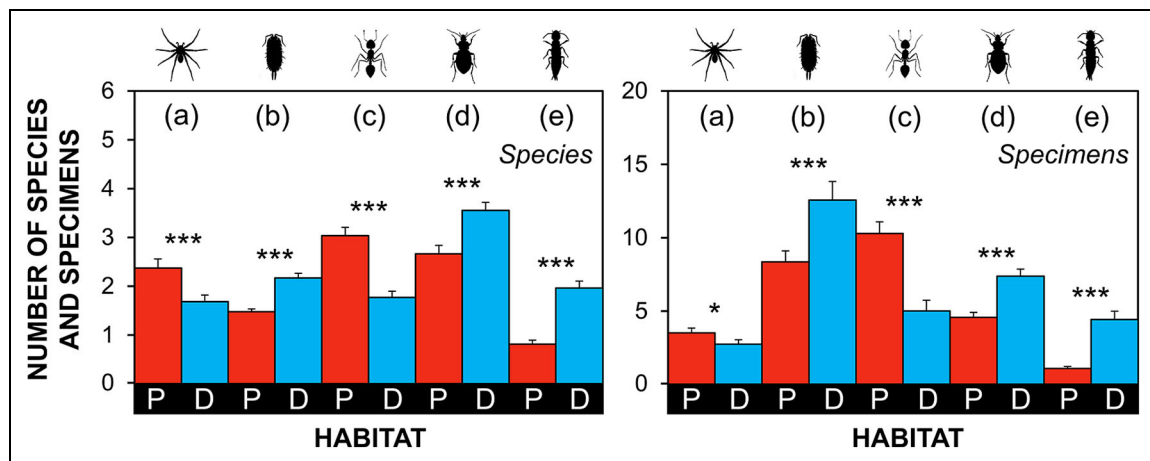 NUMBER OF SPECIES
AND SPECIMENS
6
5
4
3
2
1
0
(a) (b) (c) (d) (e)
Species
***
***
***
***
***
P D P D P D P D P D
HABITAT
20
15
10
5
0
(a) (b) (c) (d) (e)
Specimens
*
***
***
***
***
P D P D P D P D P D
HABITAT